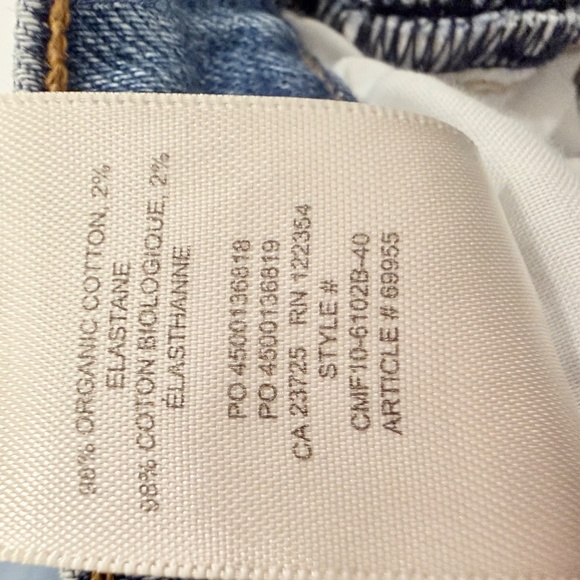 98% ORGANIC COTTON, 2%
ELASTANE
98% COTON BIOLOGIQUE, 2%
ÉLASTHANNE
PO 4500136818
PO 4500136819
CA 23725 RN 122354
STYLE #
CMF10-6102B-40
ARTICLE # 69955